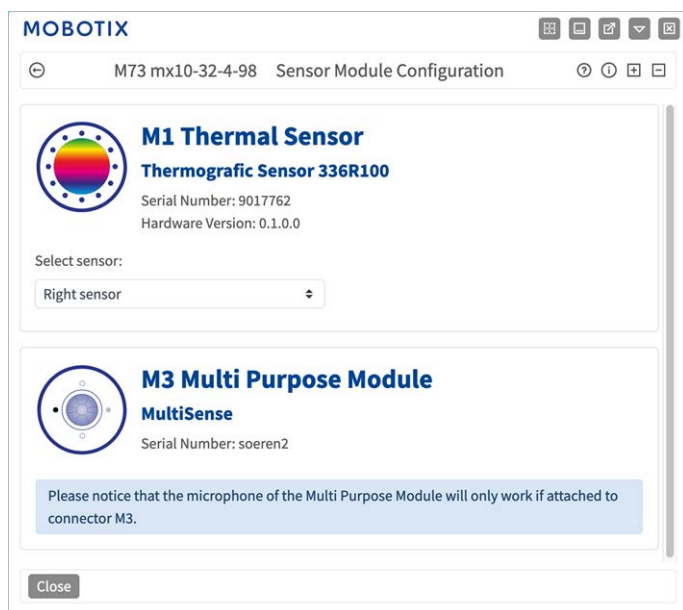 MOBOTIX
M73 mx10-32-4-98 Sensor Module Configuration
M1 Thermal Sensor
Thermografic Sensor 336R100
Serial Number: 9017762
Hardware Version: 0.1.0.0
Select sensor:
Right sensor
M3 Multi Purpose Module
MultiSense
Serial Number: soeren2
Please notice that the microphone of the Multi Purpose Module will only work if attached to
connector M3.
Close